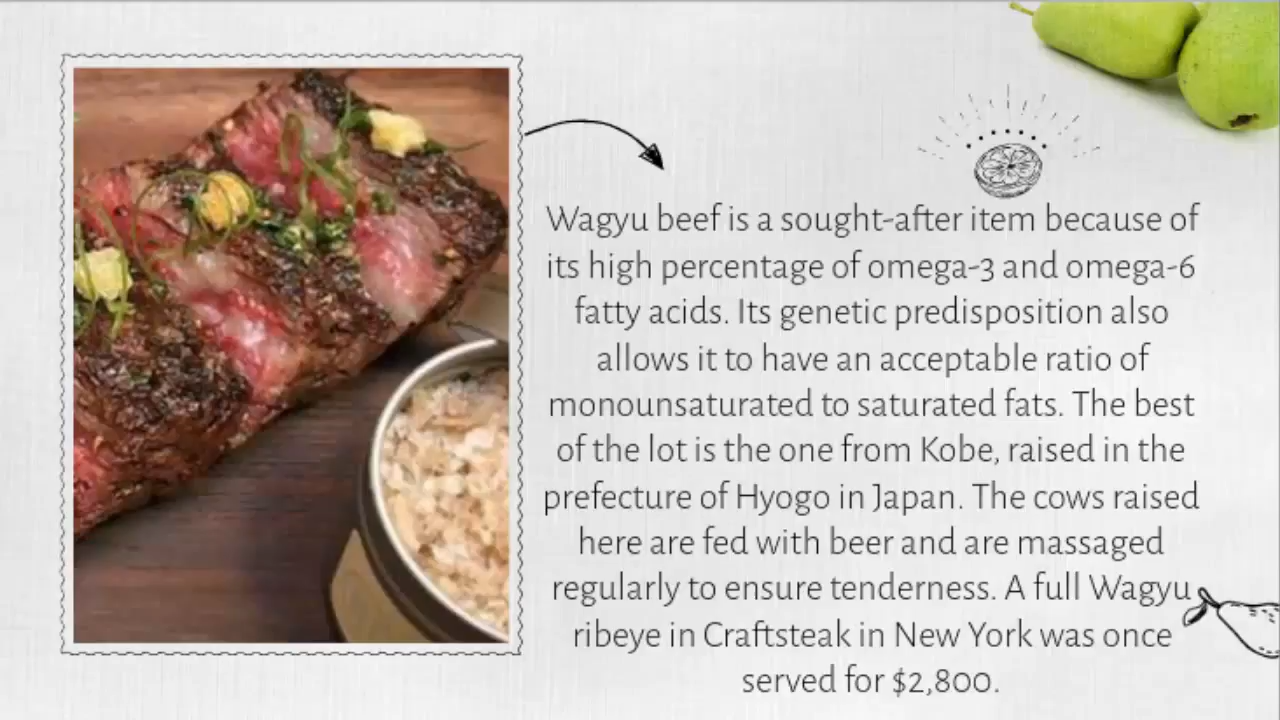 Wagyu beef is a sought-after item because of
its high percentage of omega-3 and omega-6
fatty acids. Its genetic predisposition also
allows it to have an acceptable ratio of
monounsaturated to saturated fats. The best
of the lot is the one from Kobe, raised in the
prefecture of Hyogo in Japan. The cows raised
here are fed with beer and are massaged
regularly to ensure tenderness. A full Wagyu
ribeye in Craftsteak in New York was once
served for $2,800.